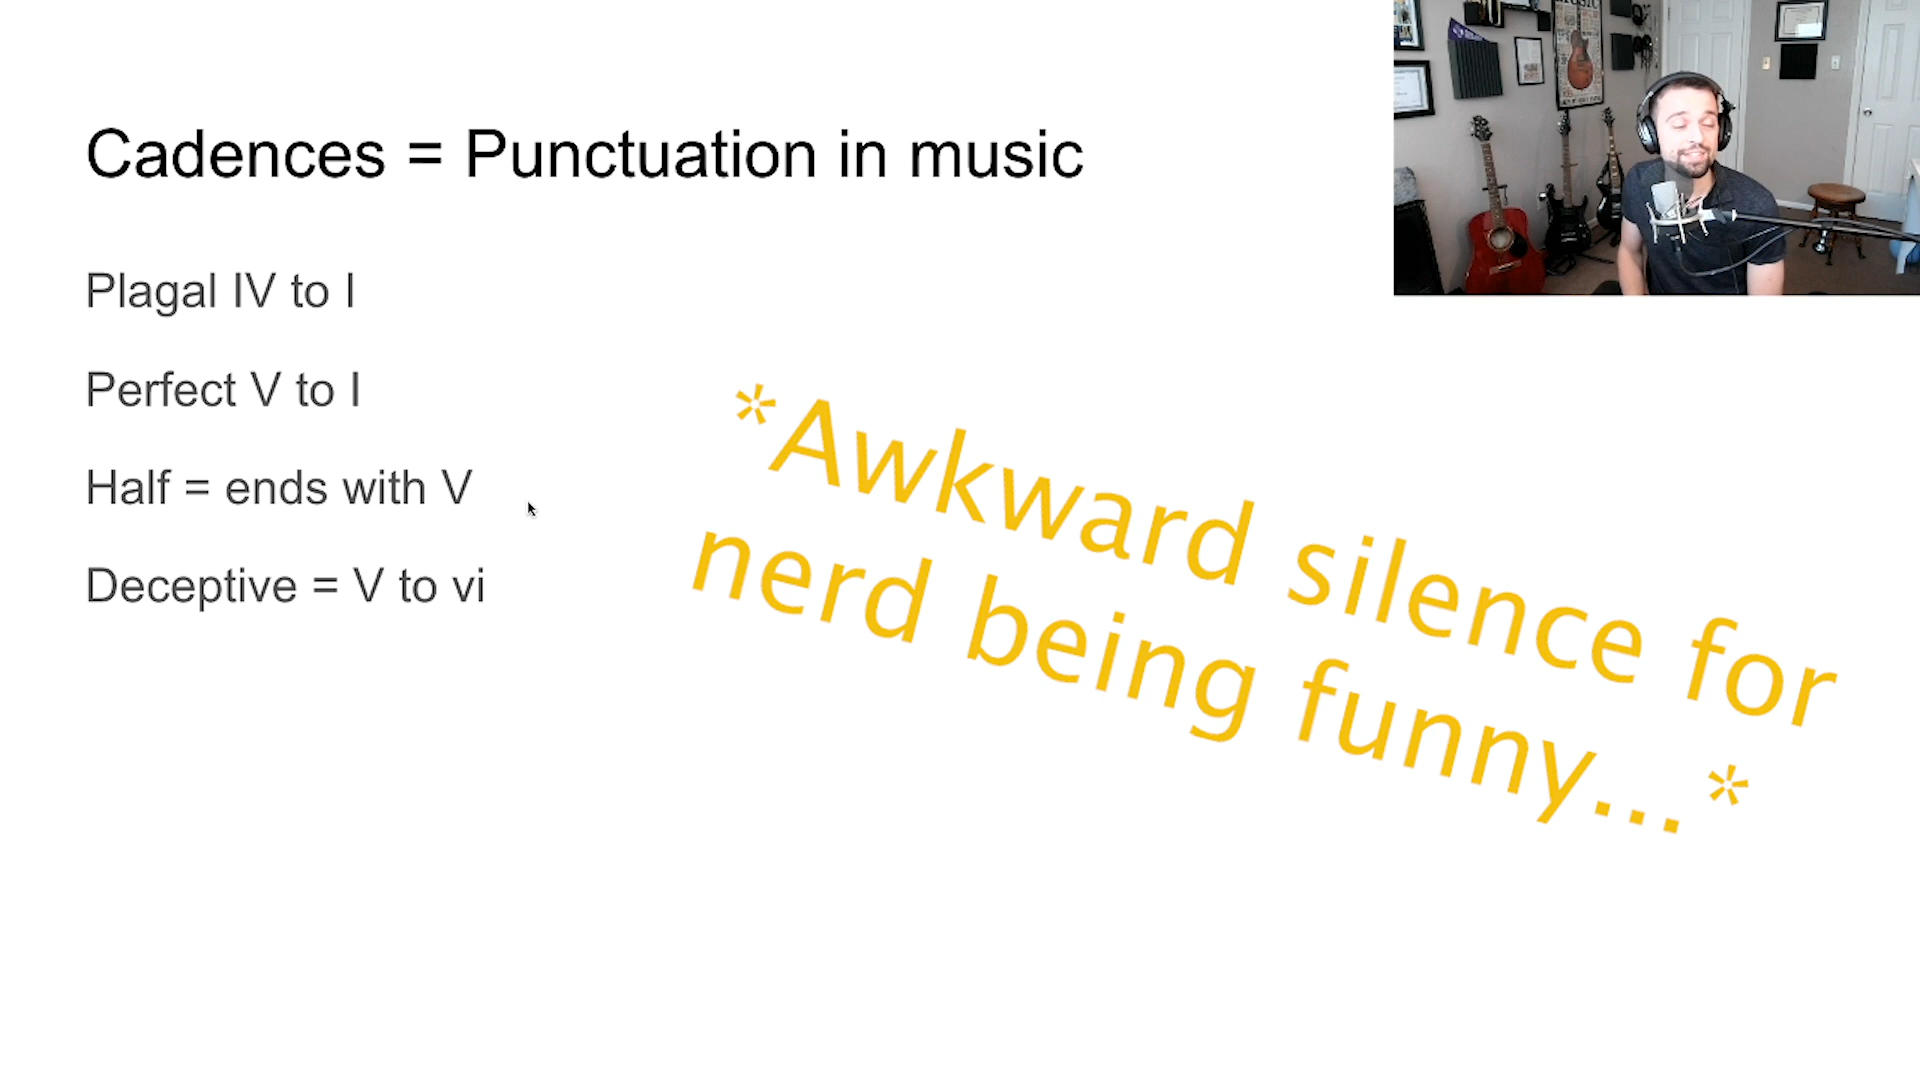 Cadences = Punctuation in music
Plagal IV to I
Perfect V to I
Half = ends with V
Deceptive = V to vi
*Awkward silence for
nerd being funny...*